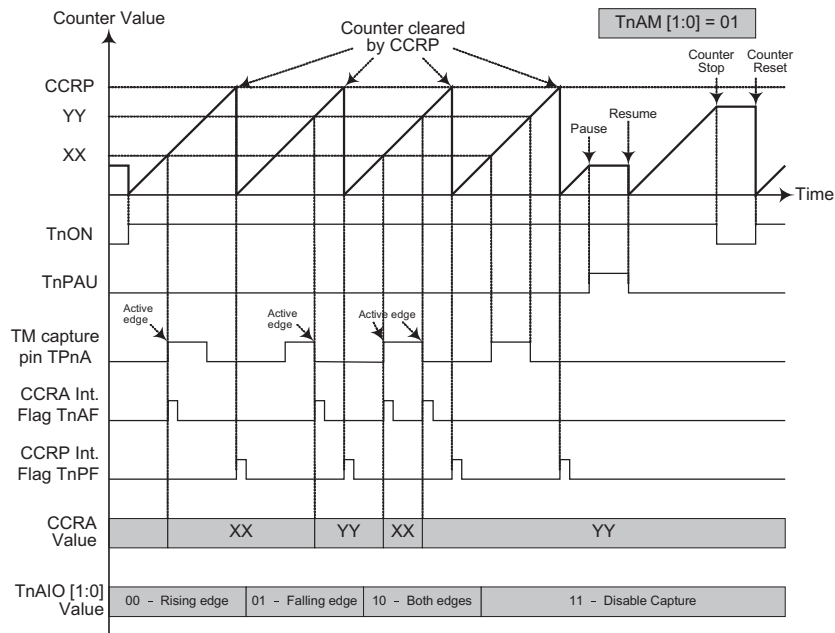 Counter Value
TnAM [1:0] = 01
Counter cleared
by CCRP
Counter
Stop
Counter
Reset
CCRP
YY
Pause
Resume
XX
Time
TnON
TnPAU
Active
edge
Active
edge
Active edge
TM capture
pin TPnA
CCRA Int.
Flag TnAF
CCRP Int.
Flag TnPF
CCRA
Value
XX
YY
XX
YY
TnAIO [1:0]
Value
00 - Rising edge
01 - Falling edge
10 - Both edges
11 - Disable Capture